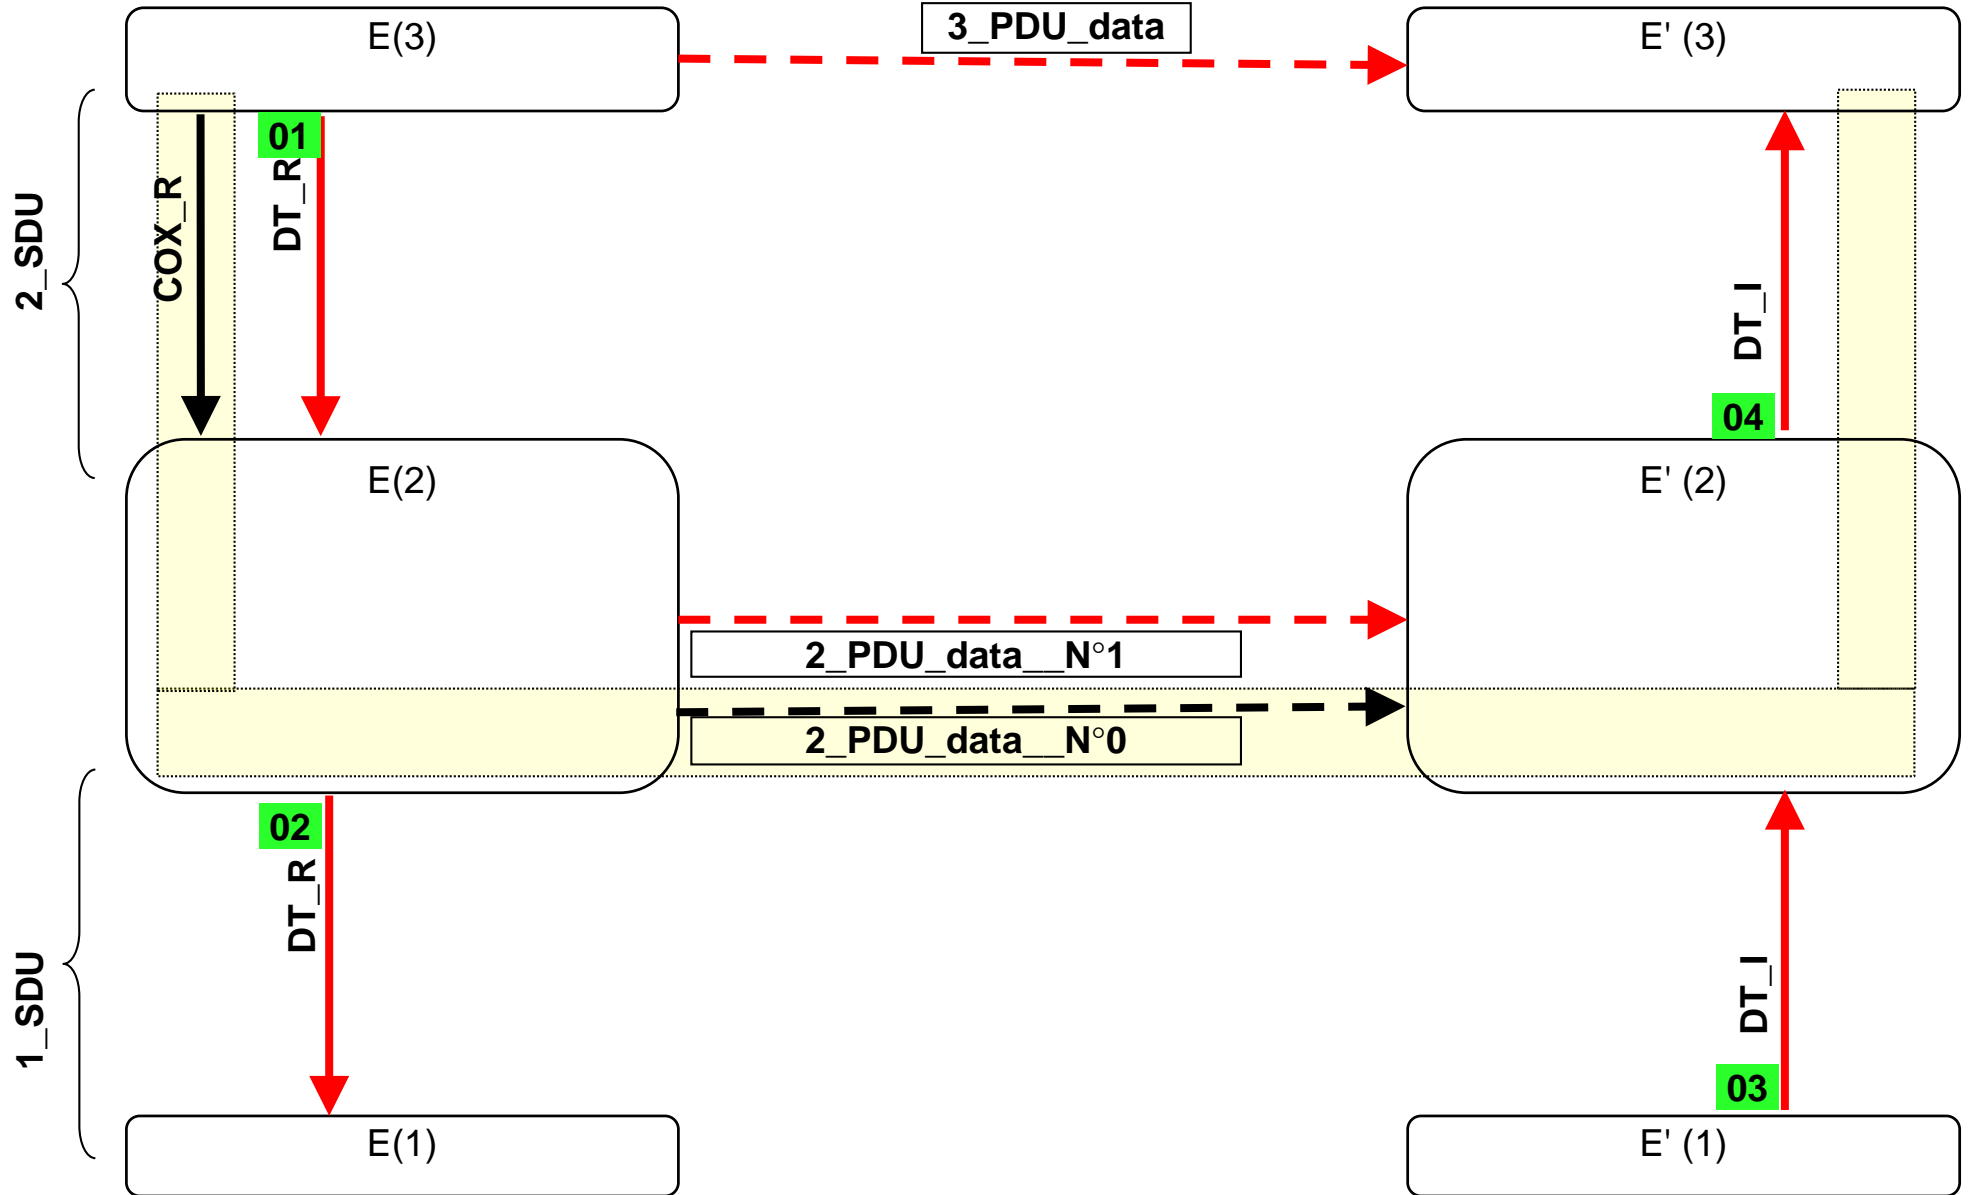 E(3)
3_PDU_data
E' (3)
01
COX_R
DT_R
2_SDU
DT_I
04
E(2)
E' (2)
2_PDU_data__N°1
2_PDU_data__N°0
02
DT_R
1_SDU
DT_I
03
E(1)
E' (1)